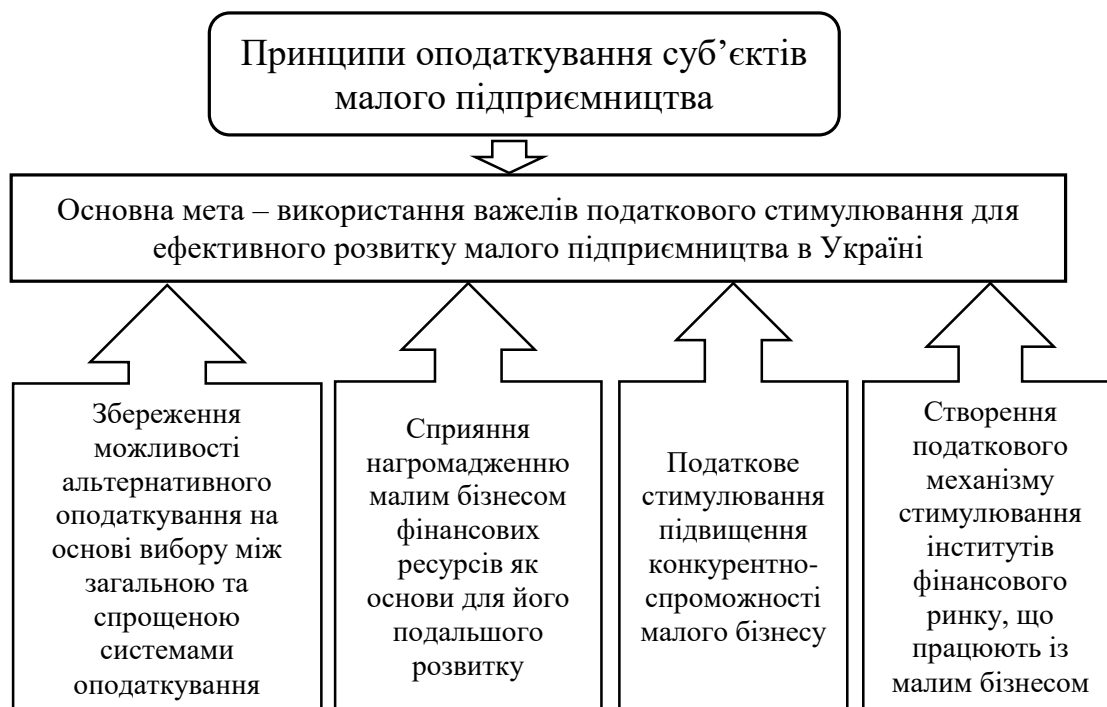 Принципи оподаткування суб’єктів
малого підприємництва
Основна мета – використання важелів податкового стимулювання для
ефективного розвитку малого підприємництва в Україні
Збереження
можливості
альтернативного
оподаткування на
основі вибору між
загальною та
спрощеною
системами
оподаткування
Сприяння
нагромадженню
малим бізнесом
фінансових
ресурсів як
основи для його
подальшого
розвитку
Податкове
стимулювання
підвищення
конкурентно-
спроможності
малого бізнесу
Створення
податкового
механізму
стимулювання
інститутів
фінансового
ринку, що
працюють із
малим бізнесом